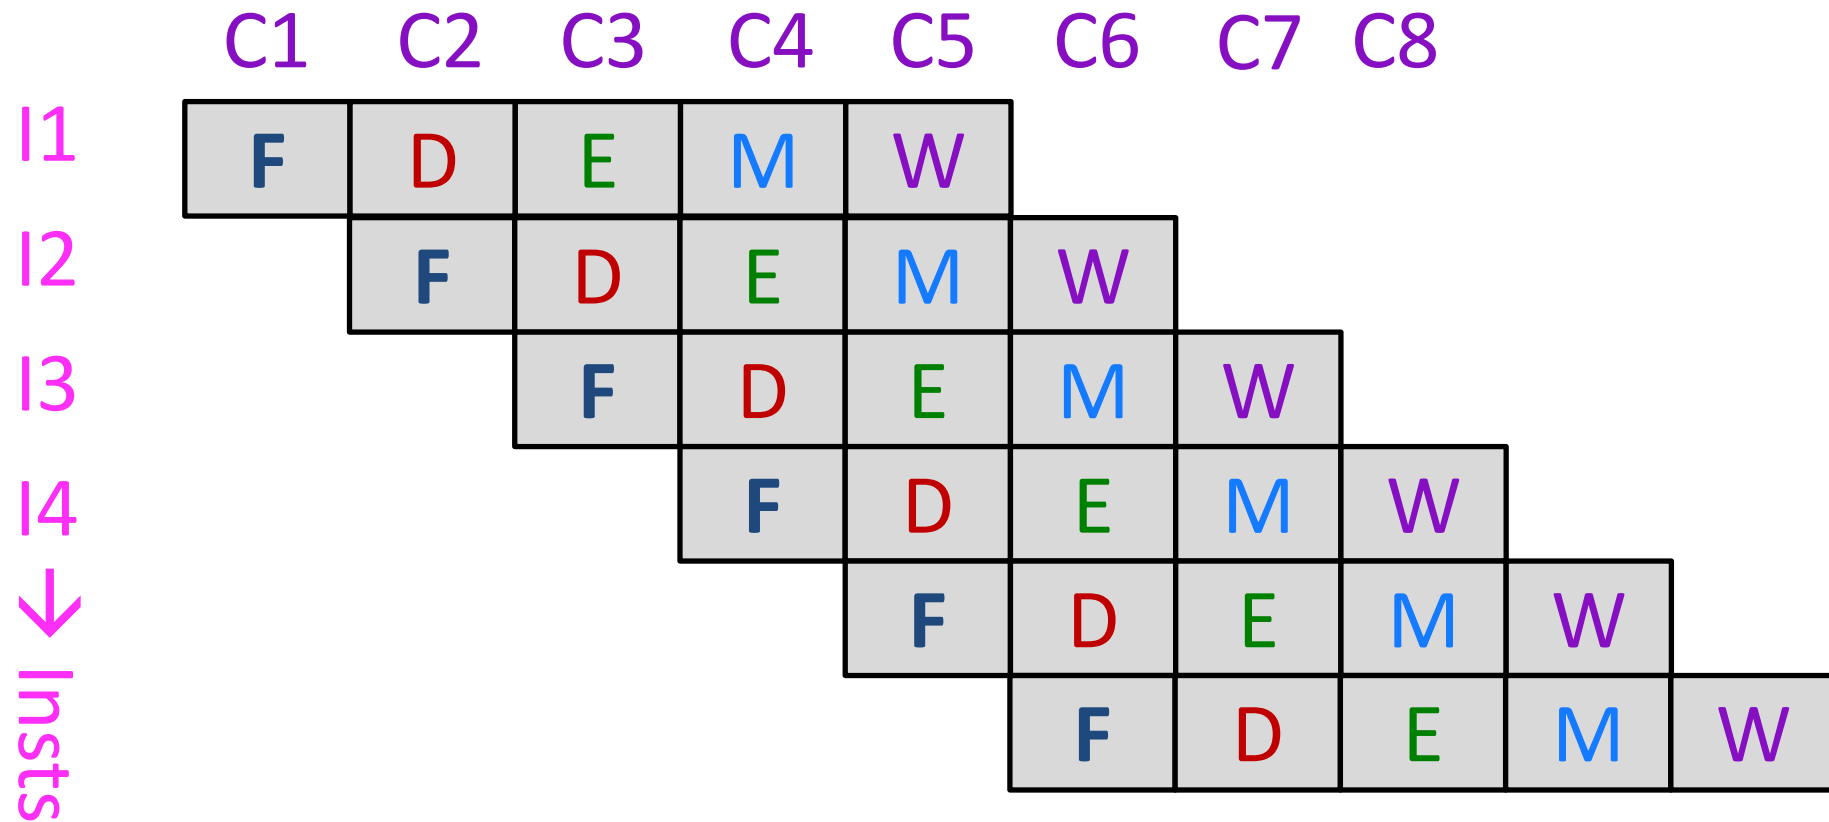 C1 C2 C3 C4 C5 C6 C7 C8
I1 F D E M W
I2 F D E M W
I3 F D E M W
I4 F D E M W
F D E M W
F D E M W
Insts